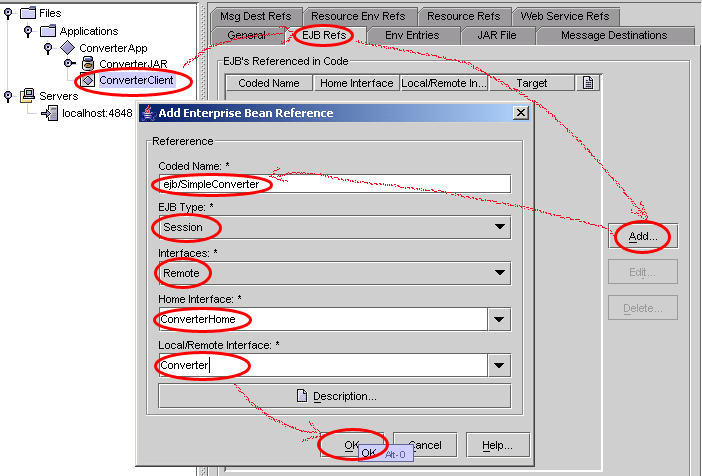 Files
Applications
ConverterApp
ConverterJAR
ConverterClient
Servers
localhost:4848
Msg Dest Refs Resource Env Refs Resource Refs Web Service Refs
General EJB Refs Env Entries JAR File Message Destinations
EJB's Referenced in Code
Coded Name Home Interface Local/Remote In... Target
Add Enterprise Bean Reference
Refererence
Coded Name: *
ejb/SimpleConverter
EJB Type: *
Session
Interfaces: *
Remote
Home Interface: *
ConverterHome
Local/Remote Interface: *
Converter
Description...
OK Cancel Help...
OK Alt-O
Add...
Edit...
Delete...